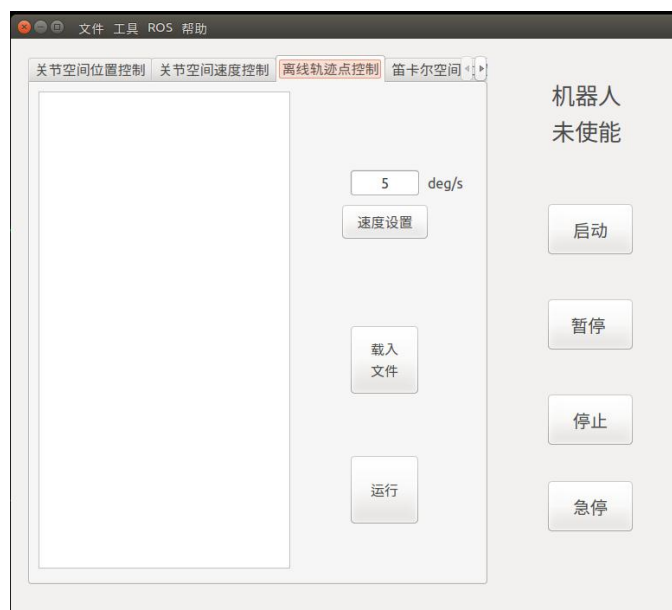 文件 工具 ROS 帮助
关节空间位置控制 关节空间速度控制 离线轨迹点控制 笛卡尔空间
机器人
未使能
5 deg/s
速度设置
启动
载入
文件
暂停
停止
运行
急停